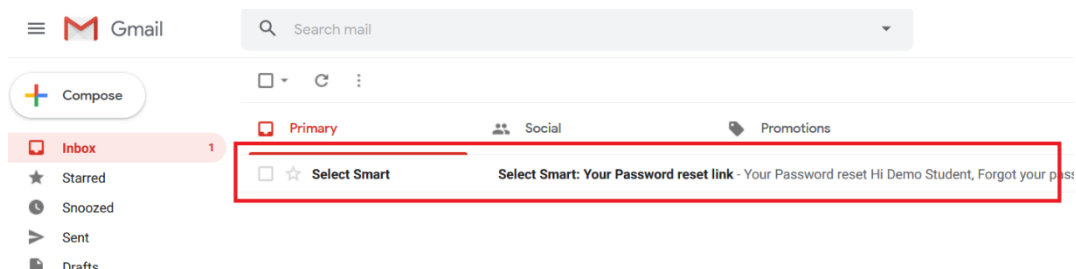 Gmail
Search mail
Compose
Primary
Social
Promotions
Inbox 1
Select Smart Select Smart: Your Password reset link - Your Password reset Hi Demo Student, Forgot your pass
Starred
Snoozed
Sent
Drafts